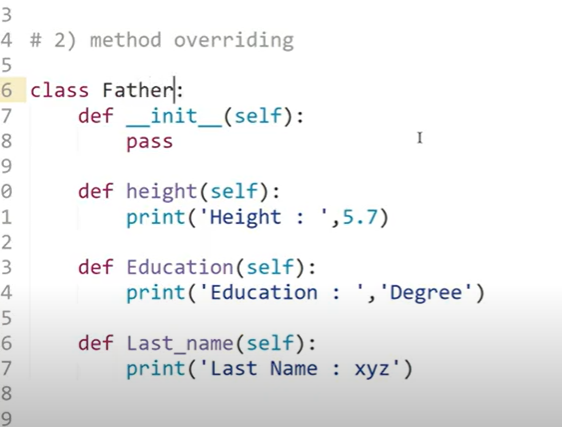 3
4 # 2) method overriding
5
6 class Father:
7     def __init__(self):
8         pass
9
0     def height(self):
1         print('Height : ',5.7)
2
3     def Education(self):
4         print('Education : ','Degree')
5
6     def Last_name(self):
7         print('Last Name : xyz')
8
9